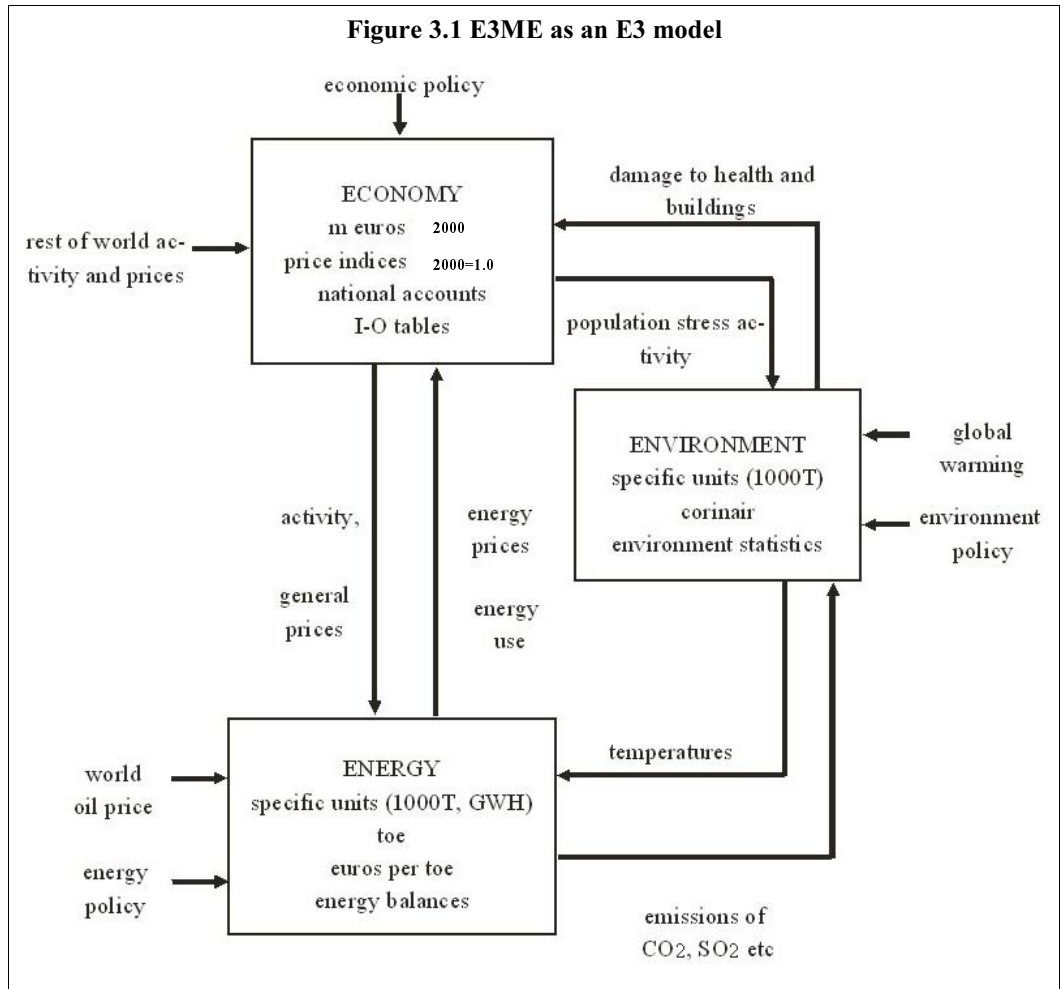 Figure 3.1 E3ME as an E3 model
economic policy
ECONOMY
m euros 2000
price indices 2000=1.0
national accounts
I-O tables
damage to health and
buildings
rest of world ac-
tivity and prices
population stress ac-
tivity
ENVIRONMENT
specific units (1000T)
corinair
environment statistics
global
warming
environment
policy
activity,
general
prices
energy
prices
energy
use
temperatures
world
oil price
energy
policy
ENERGY
specific units (1000T, GWH)
toe
euros per toe
energy balances
emissions of
CO2, SO2 etc